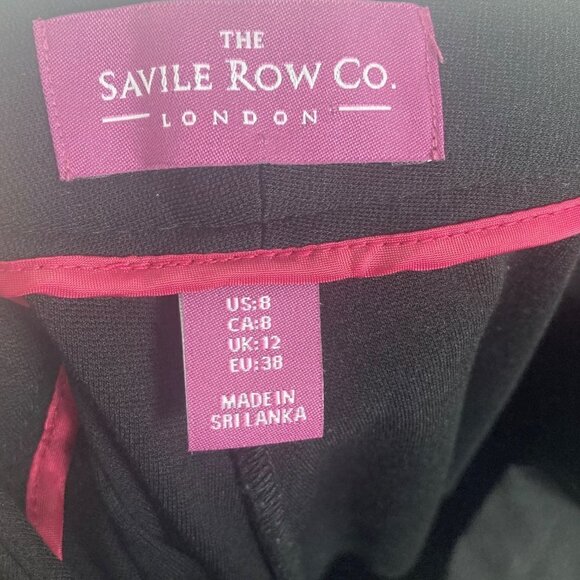 THE
SAVILE ROW CO.
LONDON
US:8
CA:8
UK:12
EU:38
MADE IN
SRI LANKA